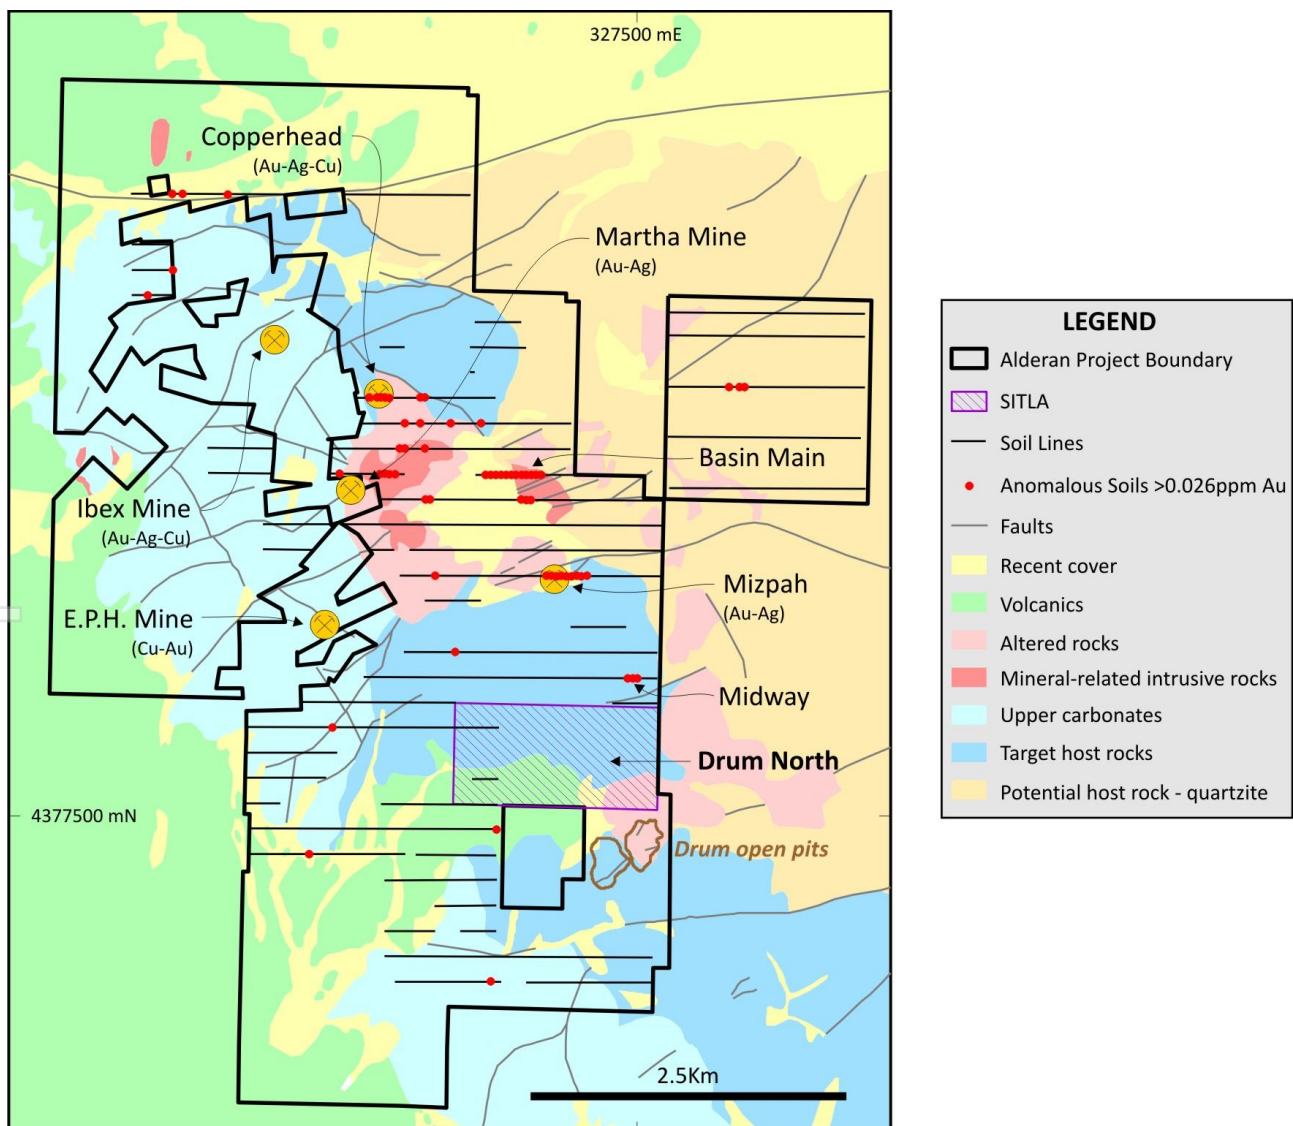 327500 mE
Copperhead
(Au-Ag-Cu)
Martha Mine
(Au-Ag)
Basin Main
Ibex Mine
(Au-Ag-Cu)
Mizpah
(Au-Ag)
E.P.H. Mine
(Cu-Au)
Midway
Drum North
4377500 mN
Drum open pits
2.5Km
LEGEND
Alderan Project Boundary
SITLA
Soil Lines
Anomalous Soils >0.026ppm Au
Faults
Recent cover
Volcanics
Altered rocks
Mineral-related intrusive rocks
Upper carbonates
Target host rocks
Potential host rock - quartzite